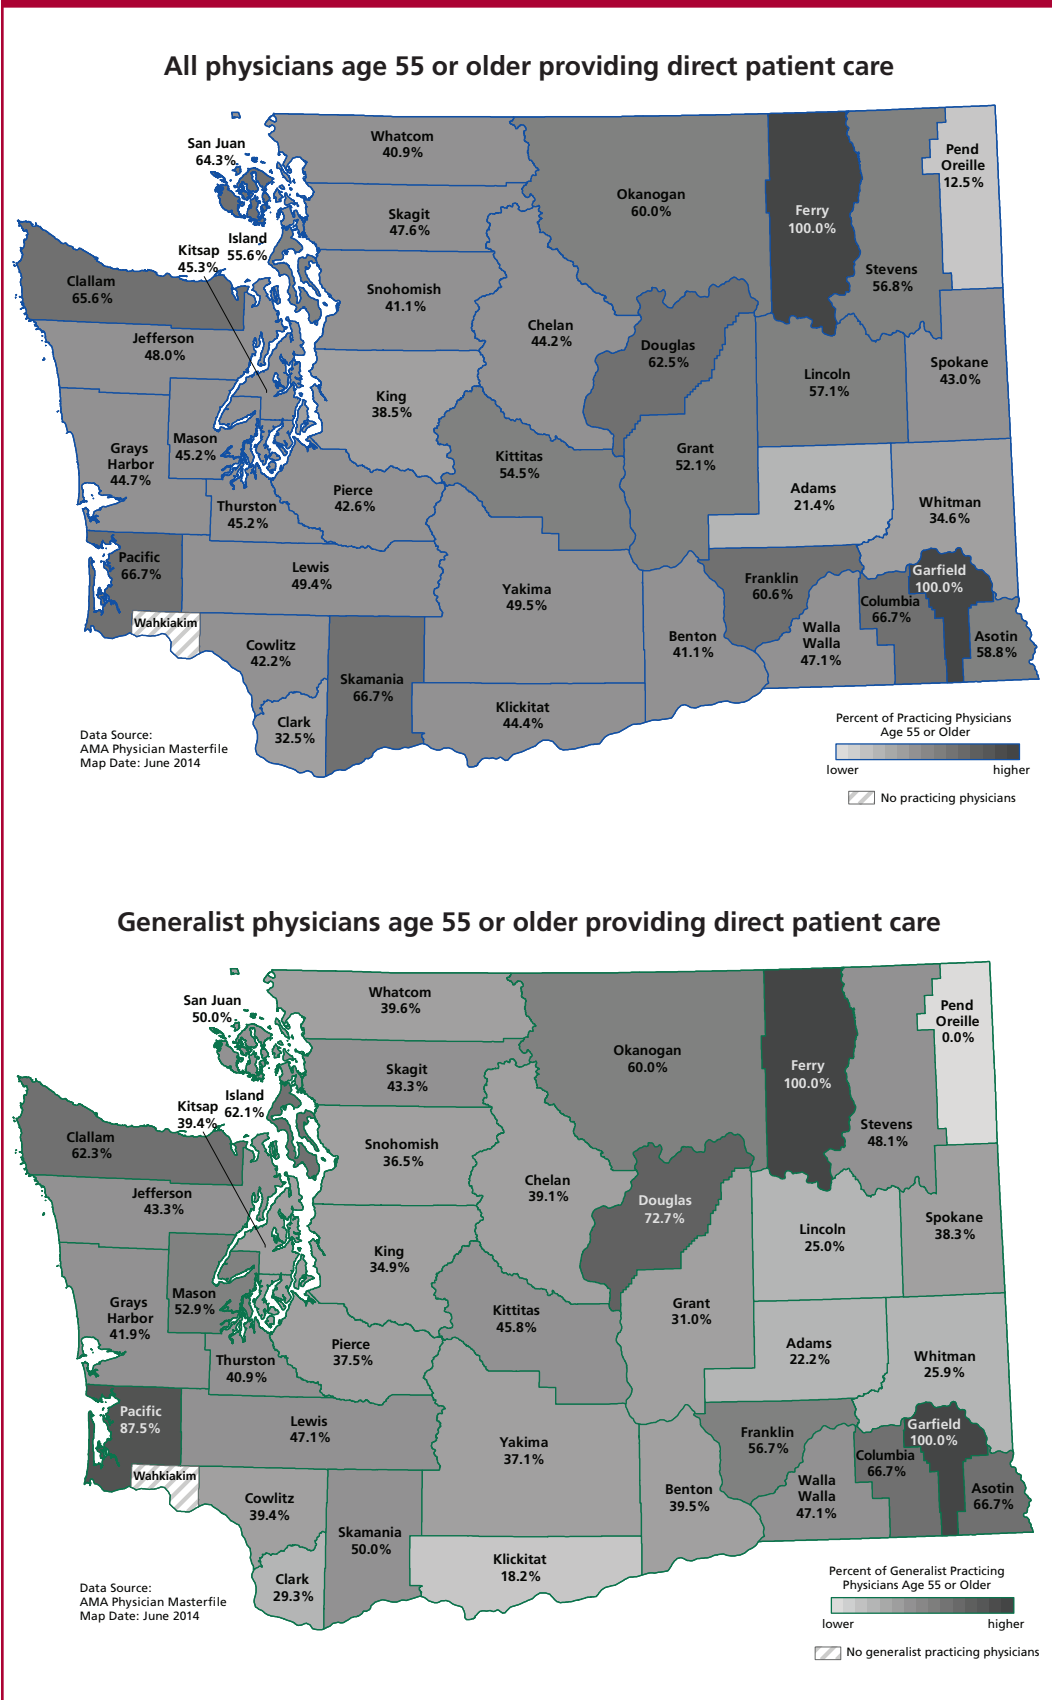 All physicians age 55 or older providing direct patient care
Whatcom
40.9%
San Juan
64.3%
Skagit
47.6%
Island
55.6%
Kitsap
45.3%
Okanogan
60.0%
Ferry
100.0%
Pend
Oreille
12.5%
Stevens
56.8%
Clallam
65.6%
Snohomish
41.1%
Jefferson
48.0%
Chelan
44.2%
Douglas
62.5%
Lincoln
57.1%
Spokane
43.0%
King
38.5%
Mason
45.2%
Grays
Harbor
44.7%
Kittitas
54.5%
Grant
52.1%
Pierce
42.6%
Thurston
45.2%
Adams
21.4%
Whitman
34.6%
Pacific
66.7%
Lewis
49.4%
Yakima
49.5%
Franklin
60.6%
Garfield
100.0%
Columbia
66.7%
Wahkiakim
Cowlitz
42.2%
Benton
41.1%
Walla
Walla
47.1%
Asotin
58.8%
Skamania
66.7%
Klickitat
44.4%
Clark
32.5%
Data Source:
AMA Physician Masterfile
Map Date: June 2014
Percent of Practicing Physicians
Age 55 or Older
lower higher
No practicing physicians
Generalist physicians age 55 or older providing direct patient care
Whatcom
39.6%
San Juan
50.0%
Skagit
43.3%
Island
62.1%
Kitsap
39.4%
Okanogan
60.0%
Ferry
100.0%
Pend
Oreille
0.0%
Stevens
48.1%
Clallam
62.3%
Snohomish
36.5%
Jefferson
43.3%
Chelan
39.1%
Douglas
72.7%
Lincoln
25.0%
Spokane
38.3%
King
34.9%
Mason
52.9%
Grays
Harbor
41.9%
Kittitas
45.8%
Grant
31.0%
Pierce
37.5%
Thurston
40.9%
Adams
22.2%
Whitman
25.9%
Pacific
87.5%
Lewis
47.1%
Yakima
37.1%
Franklin
56.7%
Garfield
100.0%
Columbia
66.7%
Wahkiakim
Cowlitz
39.4%
Benton
39.5%
Walla
Walla
47.1%
Asotin
66.7%
Skamania
50.0%
Klickitat
18.2%
Clark
29.3%
Data Source:
AMA Physician Masterfile
Map Date: June 2014
Percent of Generalist Practicing
Physicians Age 55 or Older
lower higher
No generalist practicing physicians